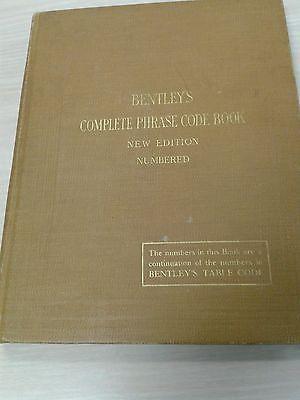 BENTLEY'S
COMPLETE PHRASE CODE BOOK
NEW EDITION
NUMBERED
The numbers in this Book are a
continuation of the numbers in
BENTLEY'S TABLE CODE